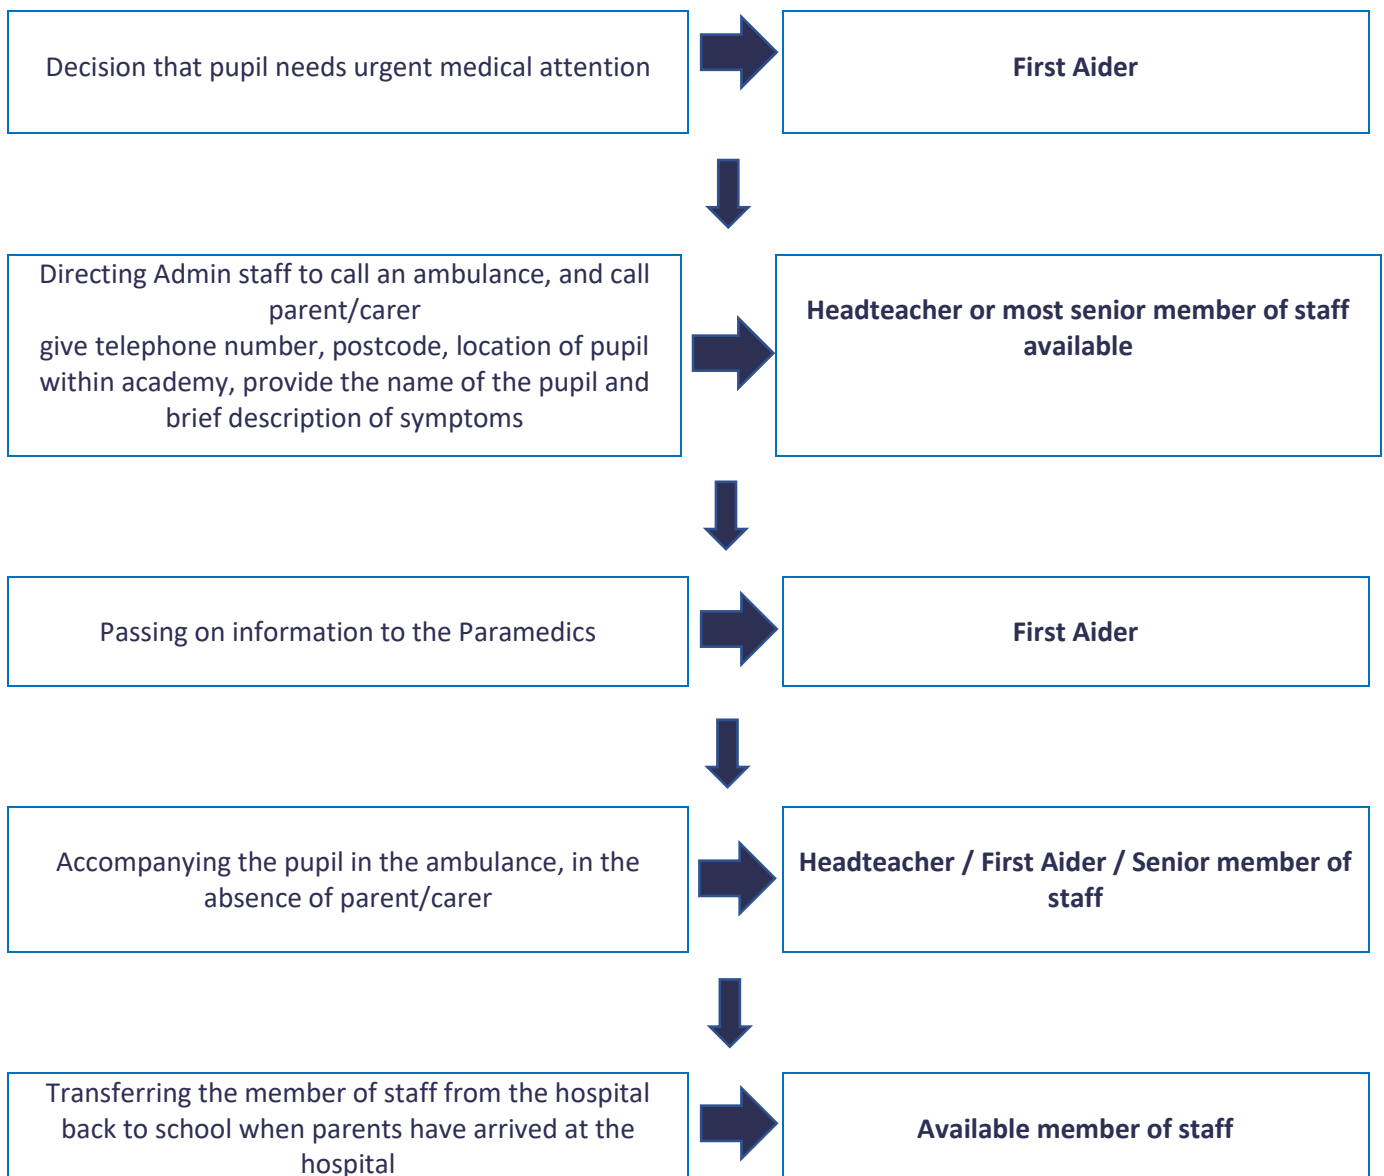 Decision that pupil needs urgent medical attention
First Aider
Directing Admin staff to call an ambulance, and call
parent/carer
give telephone number, postcode, location of pupil
within academy, provide the name of the pupil and
brief description of symptoms
Headteacher or most senior member of staff
available
Passing on information to the Paramedics
First Aider
Accompanying the pupil in the ambulance, in the
absence of parent/carer
Headteacher / First Aider / Senior member of
staff
Transferring the member of staff from the hospital
back to school when parents have arrived at the
hospital
Available member of staff